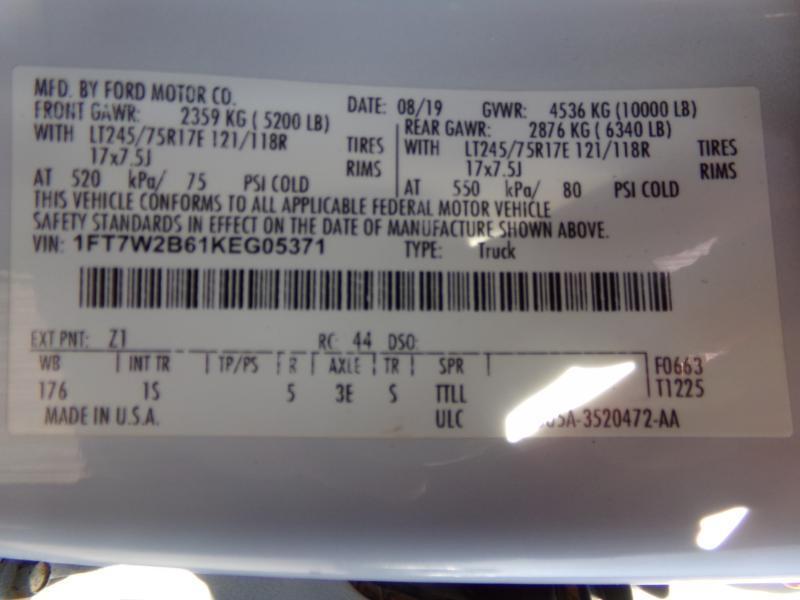 MFD. BY FORD MOTOR CO.
DATE: 08/19 GVWR: 4536 KG (10000 LB)
FRONT GAWR: 2359 KG ( 5200 LB)
WITH LT245/75R17E 121/118R TIRES
17x7.5J RIMS
AT 520 kPa/ 75 PSI COLD
REAR GAWR: 2876 KG ( 6340 LB)
WITH LT245/75R17E 121/118R TIRES
17x7.5J RIMS
AT 550 kPa/ 80 PSI COLD
THIS VEHICLE CONFORMS TO ALL APPLICABLE FEDERAL MOTOR VEHICLE
SAFETY STANDARDS IN EFFECT ON THE DATE OF MANUFACTURE SHOWN ABOVE.
VIN: 1FT7W2B61KEG05371 TYPE: Truck
EXT PNT: Z1 RC: 44 DSO:
WB INT TR TP/PS R AXLE TR SPR F0663
176 1S 5 3E S TTLL T1225
MADE IN U.S.A. ULC -3520472-AA